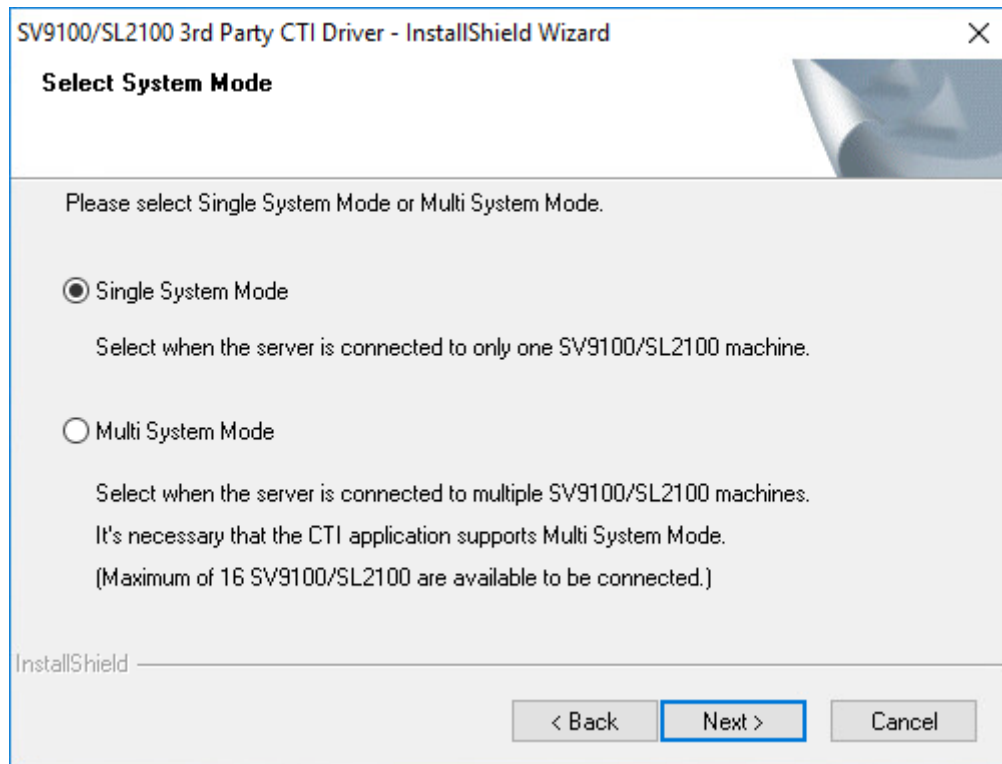 SV9100/SL2100 3rd Party CTI Driver - InstallShield Wizard
Select System Mode
Please select Single System Mode or Multi System Mode.
Single System Mode
Select when the server is connected to only one SV9100/SL2100 machine.
Multi System Mode
Select when the server is connected to multiple SV9100/SL2100 machines.
It's necessary that the CTI application supports Multi System Mode.
(Maximum of 16 SV9100/SL2100 are available to be connected.)
InstallShield
< Back Next > Cancel